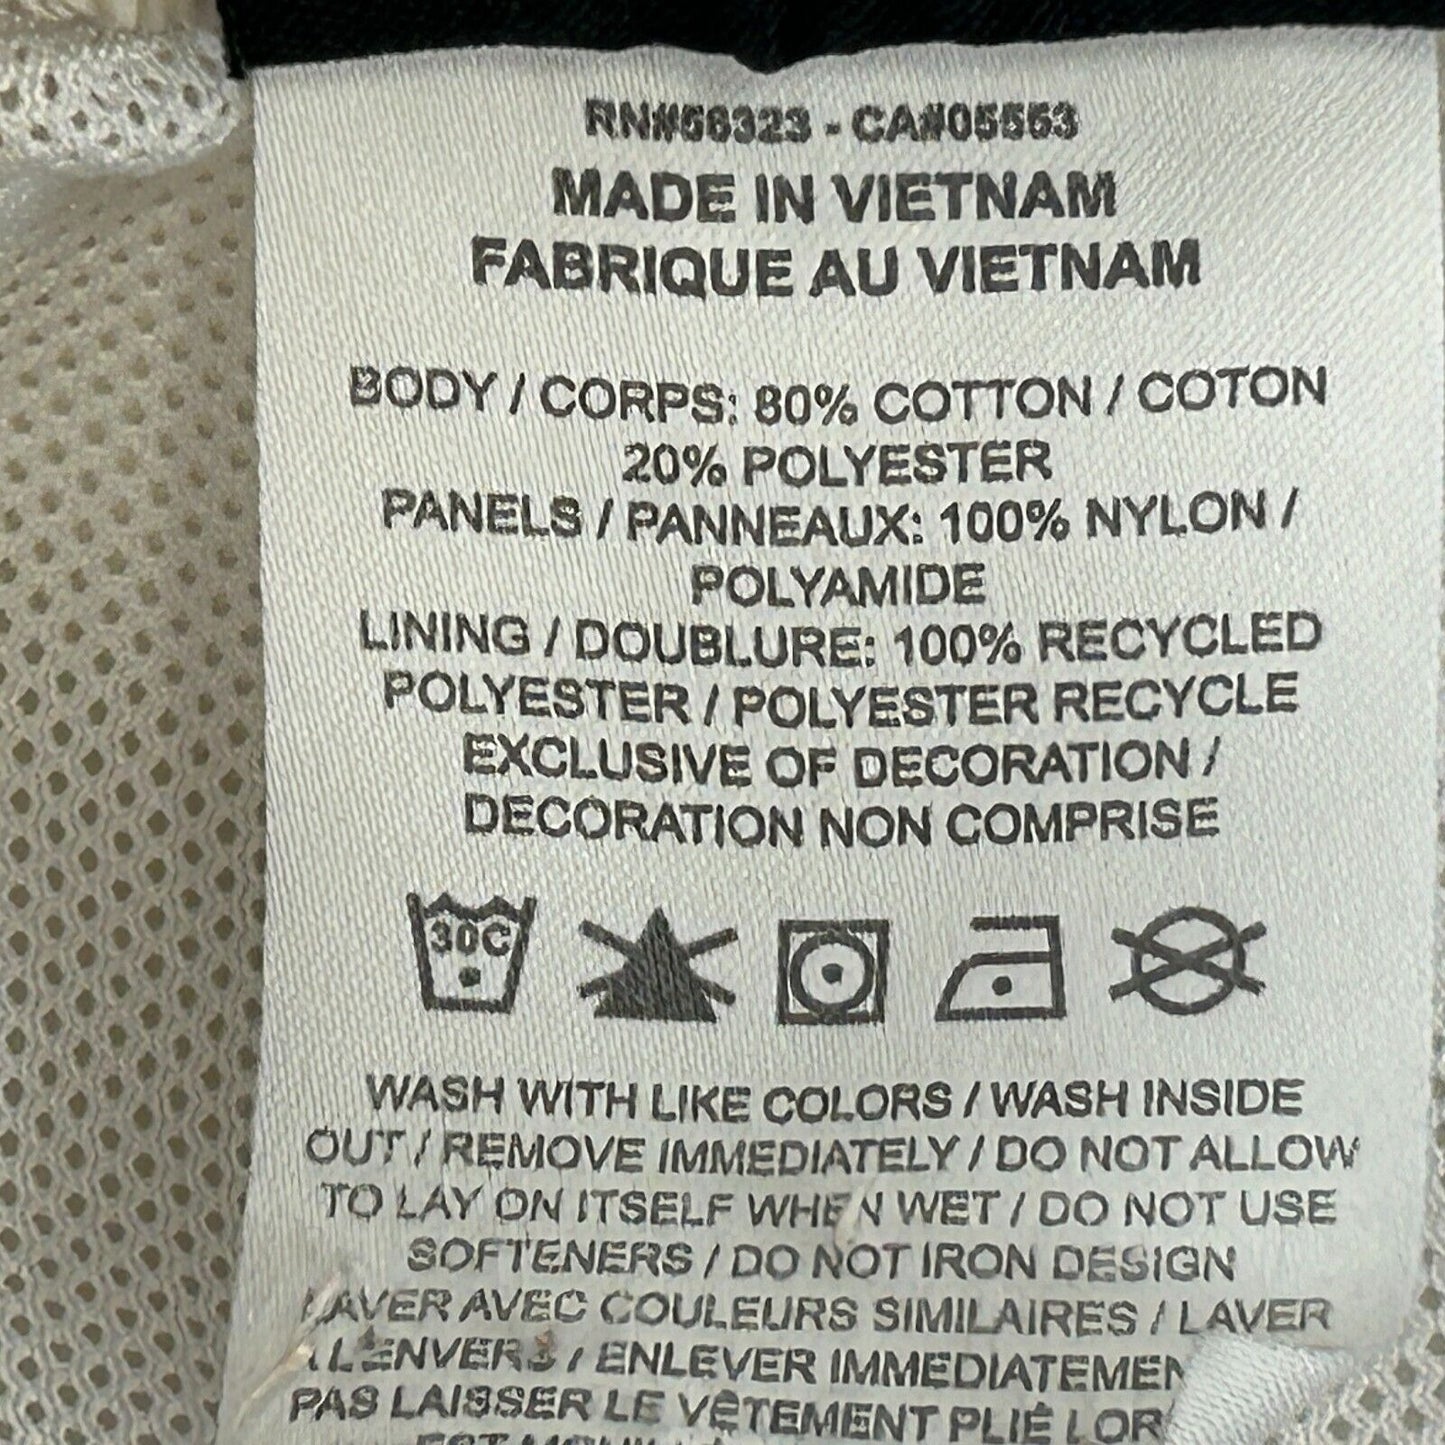 RN#56323 - CA#05553
MADE IN VIETNAM
FABRIQUE AU VIETNAM
BODY / CORPS: 80% COTTON / COTON
20% POLYESTER
PANELS / PANNEAUX: 100% NYLON /
POLYAMIDE
LINING / DOUBLURE: 100% RECYCLED
POLYESTER / POLYESTER RECYCLE
EXCLUSIVE OF DECORATION /
DECORATION NON COMPRISE
30C
WASH WITH LIKE COLORS / WASH INSIDE
OUT / REMOVE IMMEDIATELY / DO NOT ALLOW
TO LAY ON ITSELF WHEN WET / DO NOT USE
SOFTENERS / DO NOT IRON DESIGN
LAVER AVEC COULEURS SIMILAIRES / LAVER
L'ENVERS / ENLEVER
PAS LAISSER LE VÊTEMENT PLIÉ